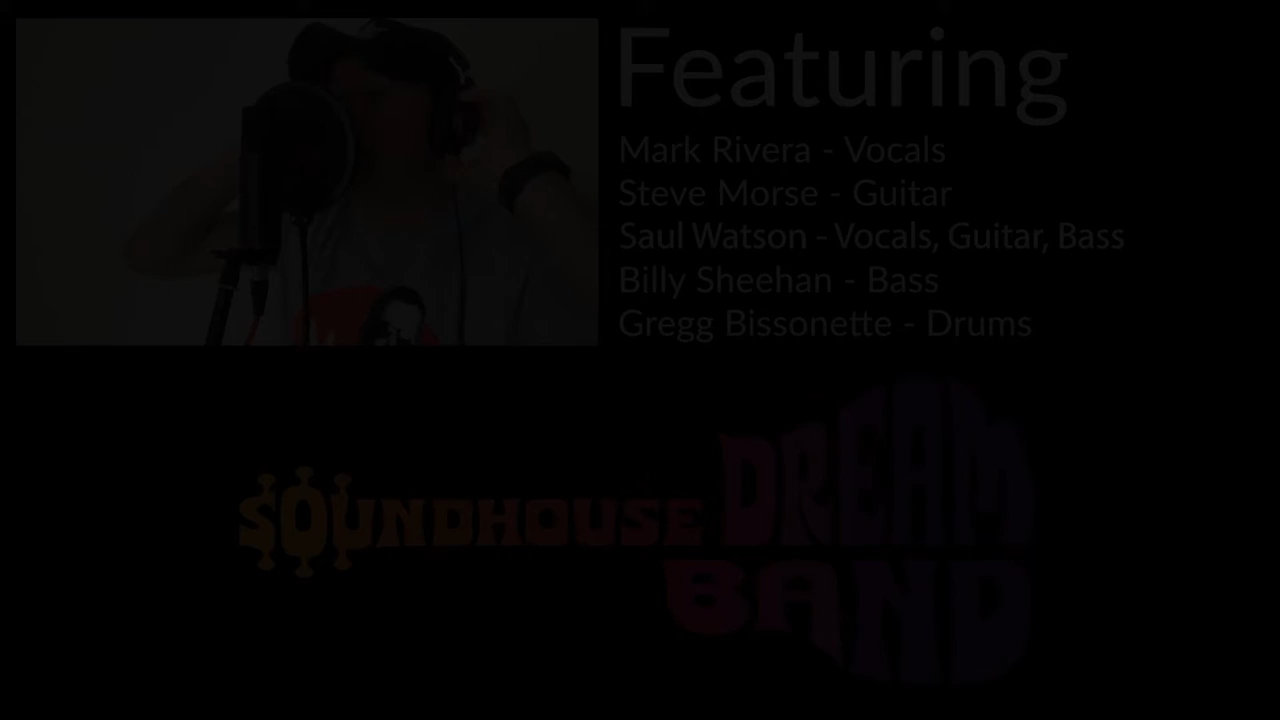 Featuring
Mark Rivera - Vocals
Steve Morse - Guitar
Saul Watson - Vocals, Guitar, Bass
Billy Sheehan - Bass
Gregg Bissonette - Drums
SOUNDHOUSE DREAM
BAND